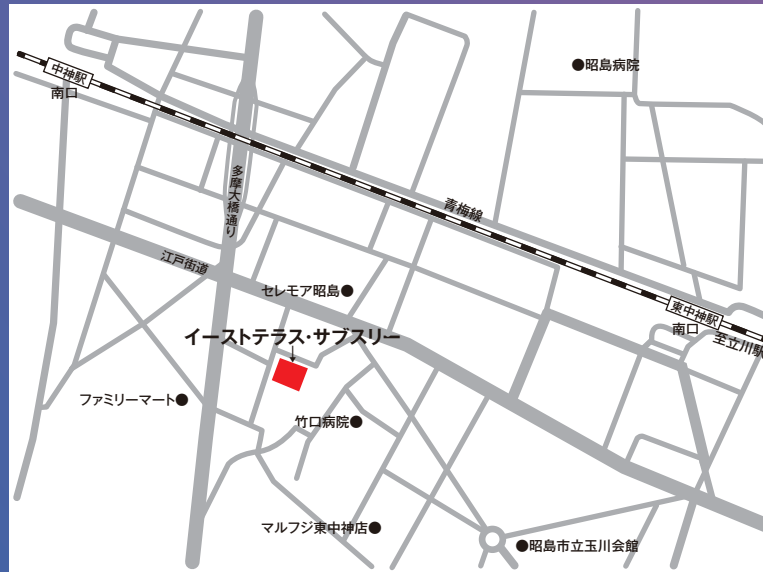 昭島病院
中神駅
南口
多摩大橋通り
青梅線
江戸街道
セレモア昭島
東中神駅
南口
至立川駅
イーストテラス・サブスリー
ファミリーマート
竹口病院
マルフジ東中神店
昭島市立玉川会館